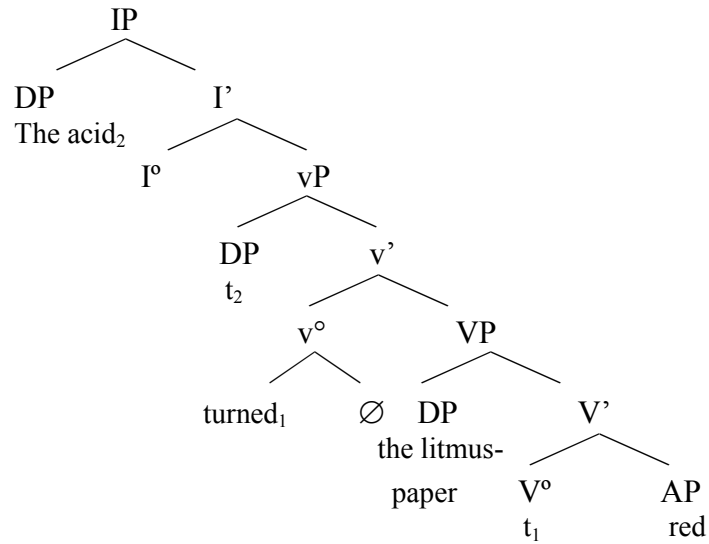 IP
DP I’
The acid₂
Iº vP
DP v’
t₂
v° VP
turned₁ ∅ DP V’
the litmus-
paper Vº AP
t₁ red